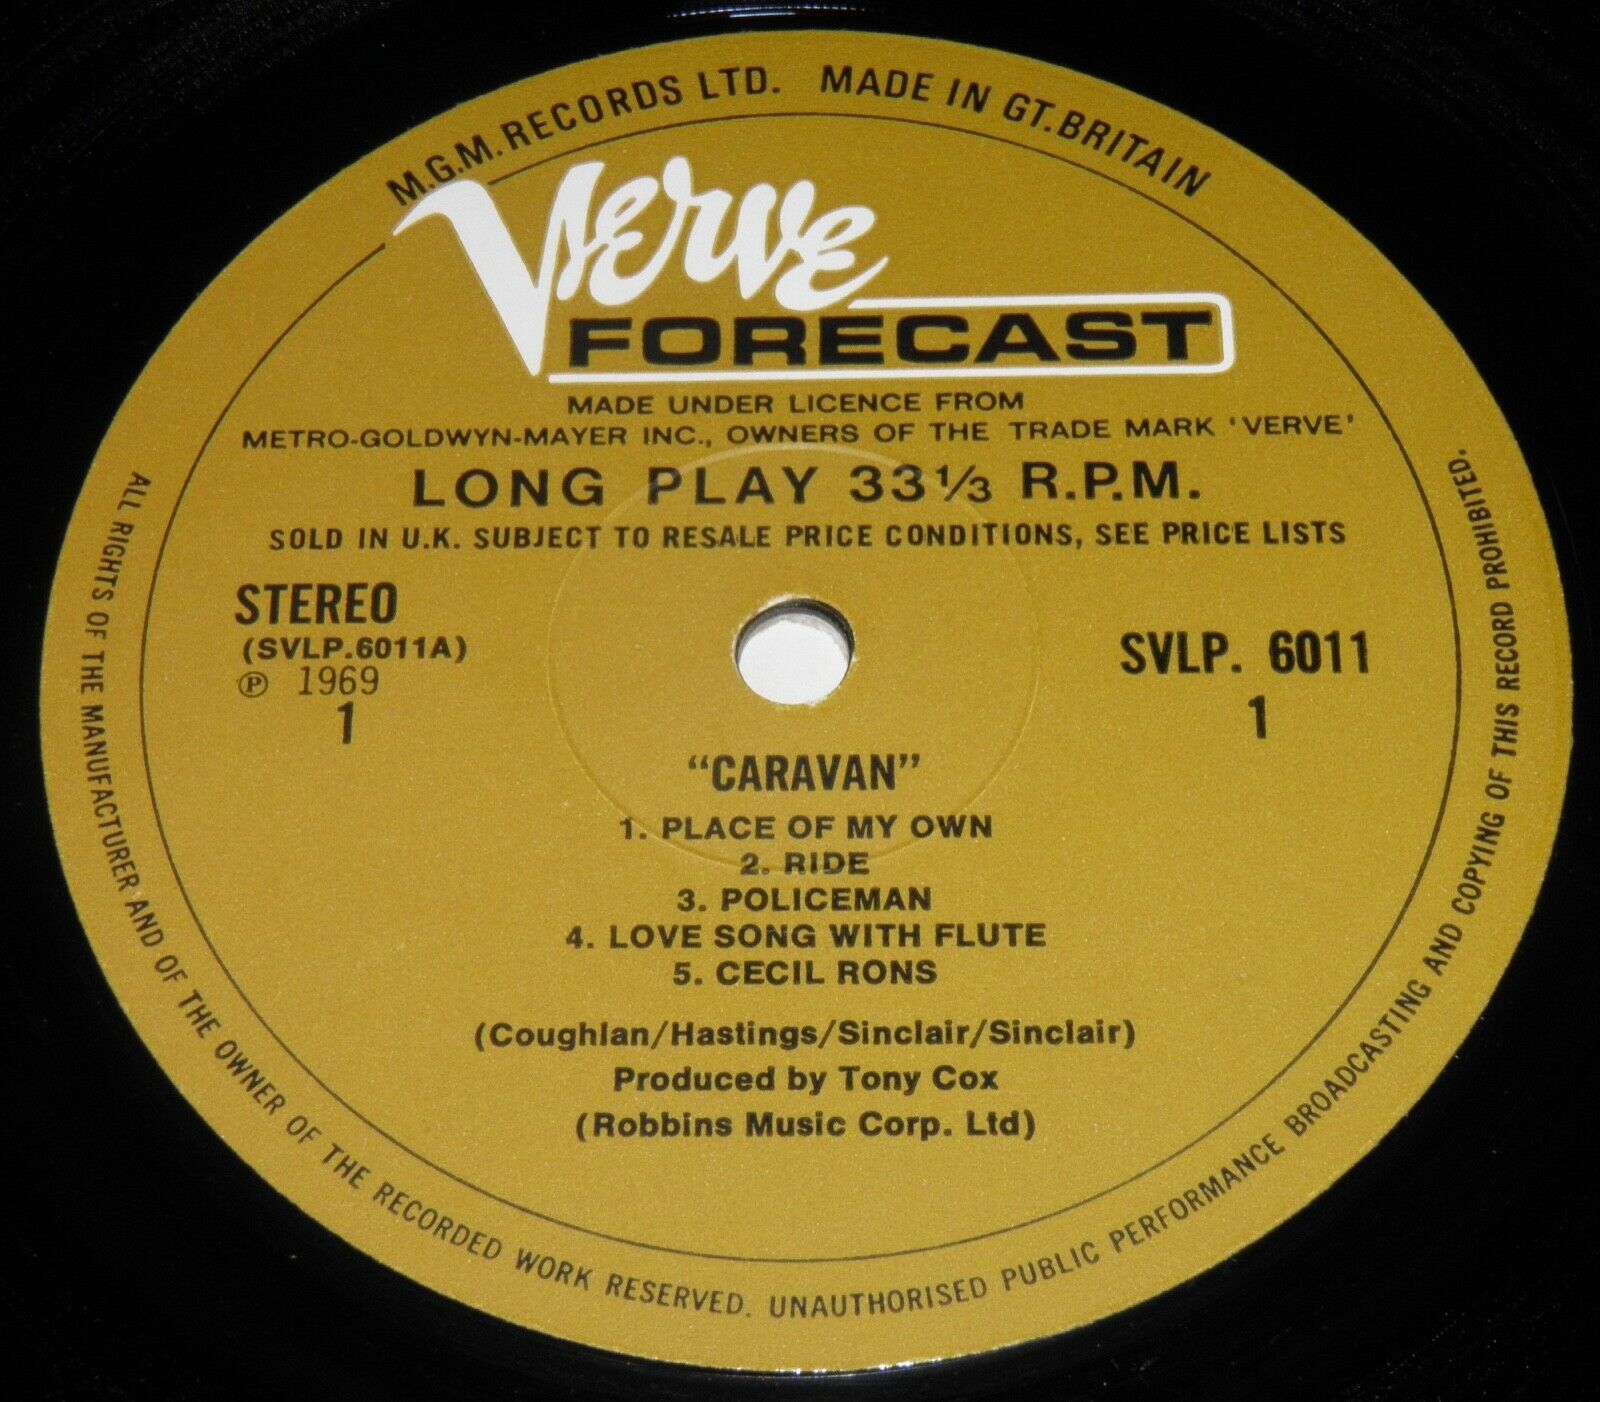 M.G.M. RECORDS LTD. MADE IN GT. BRITAIN
Verve
FORECAST
MADE UNDER LICENCE FROM
METRO-GOLDWYN-MAYER INC., OWNERS OF THE TRADE MARK 'VERVE'
LONG PLAY 33 1/3 R.P.M.
SOLD IN U.K. SUBJECT TO RESALE PRICE CONDITIONS, SEE PRICE LISTS
STEREO
(SVLP.6011A)
℗ 1969
1
SVLP. 6011
1
"CARAVAN"
1. PLACE OF MY OWN
2. RIDE
3. POLICEMAN
4. LOVE SONG WITH FLUTE
5. CECIL RONS
(Coughlan/Hastings/Sinclair/Sinclair)
Produced by Tony Cox
(Robbins Music Corp. Ltd)
ALL RIGHTS OF THE MANUFACTURER AND OF THE OWNER OF THE RECORDED WORK RESERVED. UNAUTHORISED PUBLIC PERFORMANCE BROADCASTING AND COPYING OF THIS RECORD PROHIBITED.